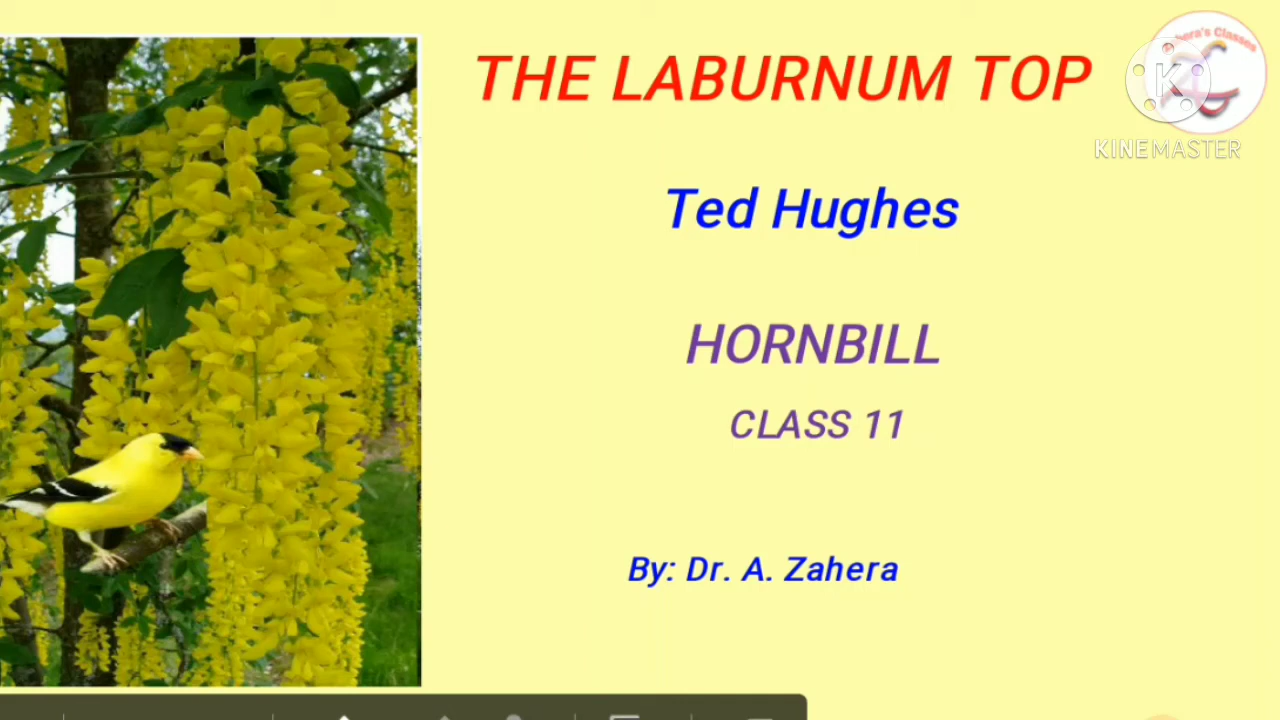 THE LABURNUM TOP
Ted Hughes
HORNBILL
CLASS 11
By: Dr. A. Zahera
KINEMASTER